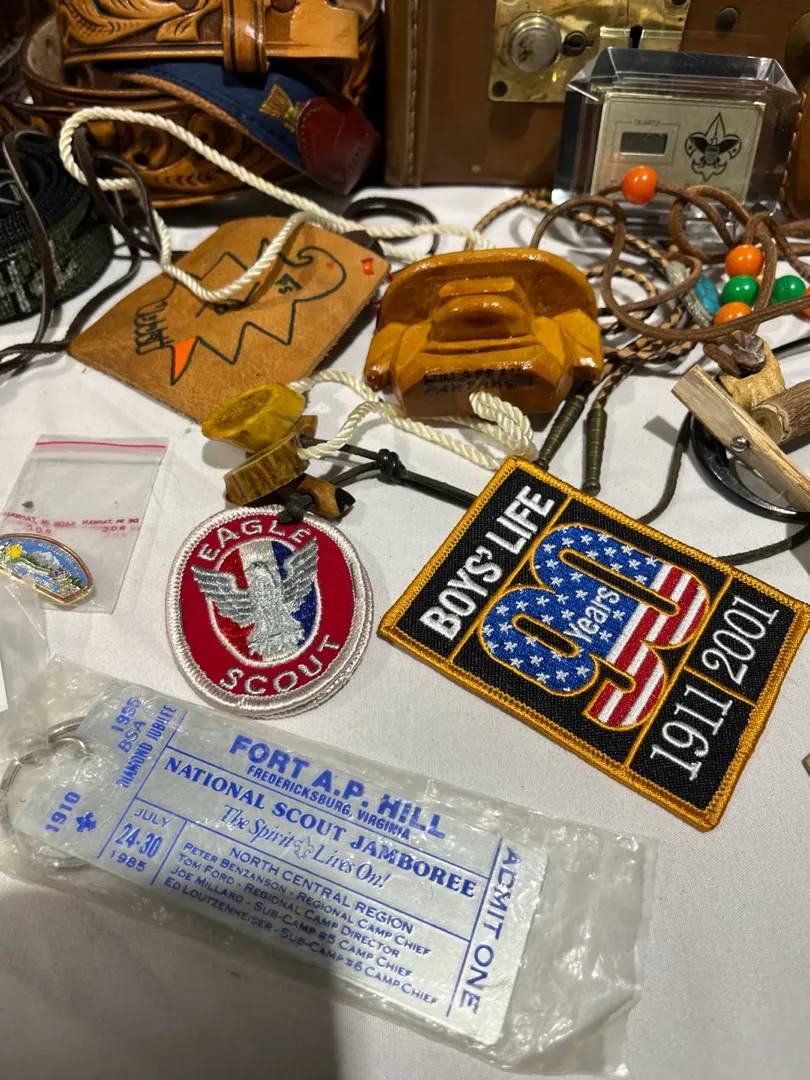 QUARTZ
EAGLE
SCOUT
BOYS' LIFE
90
Years
1911 2001
1985
BSA
DIAMOND JUBILEE
1910
FORT A.P. HILL
FREDERICKSBURG, VIRGINIA
NATIONAL SCOUT JAMBOREE
The Spirit Lives On!
JULY
24-30
1985
NORTH CENTRAL REGION
PETER BENZANSON - REGIONAL CAMP CHIEF
TOM FORD - REGIONAL CAMP DIRECTOR
JOE MILLARD - SUB-CAMP #5 CAMP CHIEF
ED LOUTZENHEISER - SUB-CAMP #6 CAMP CHIEF
ADMIT ONE